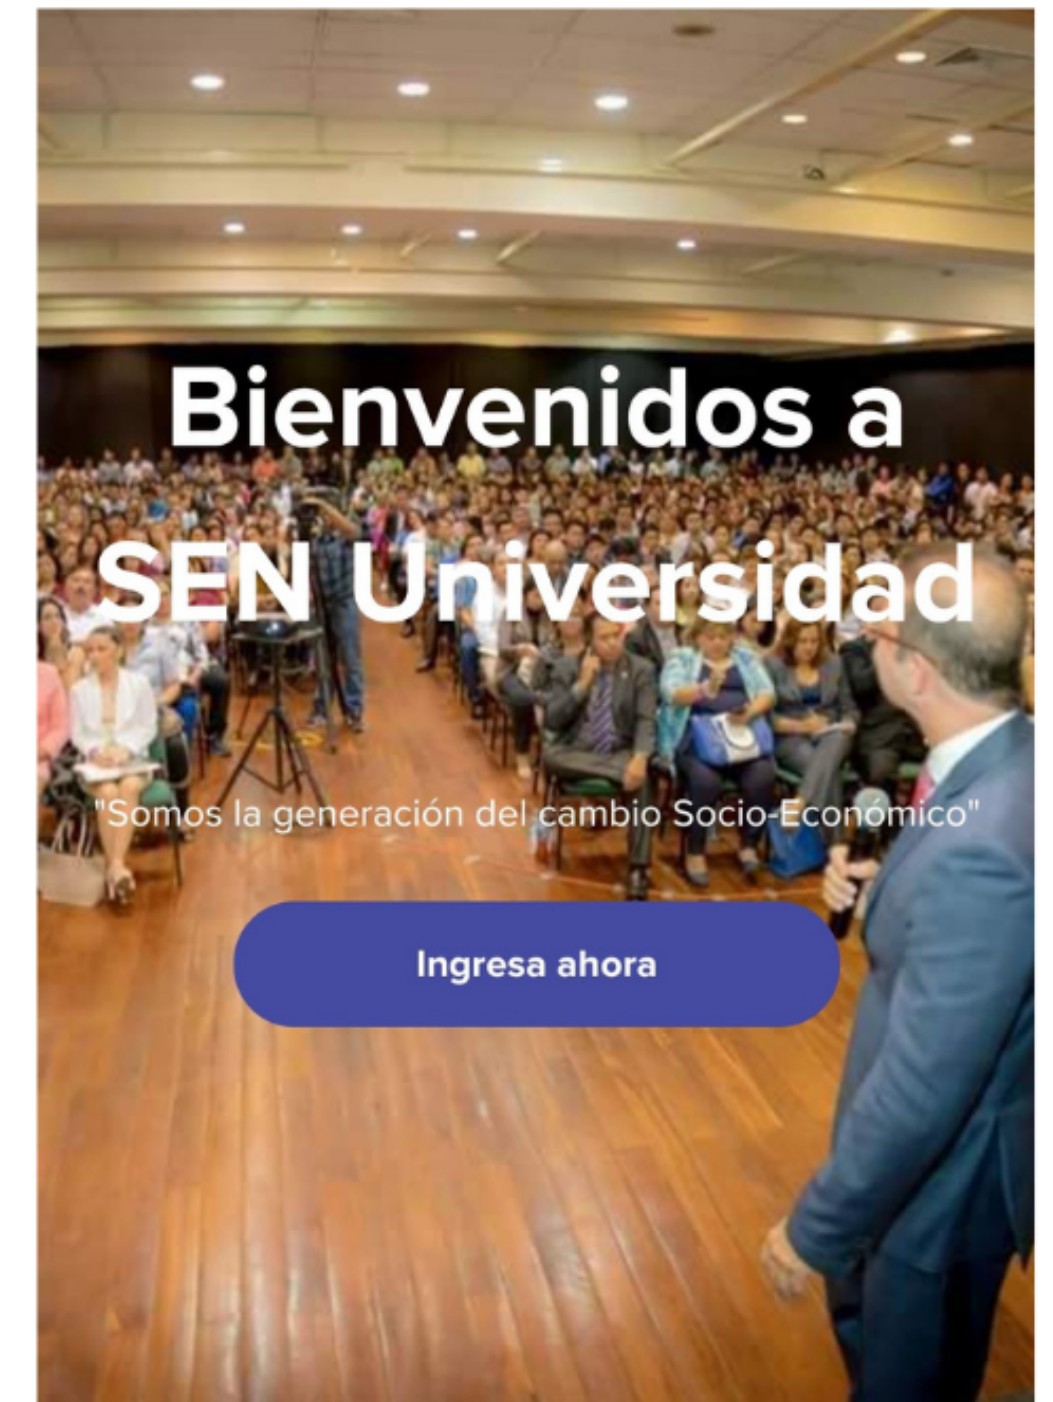 Bienvenidos a
SEN Universidad
"Somos la generación del cambio Socio-Económico"
Ingresa ahora